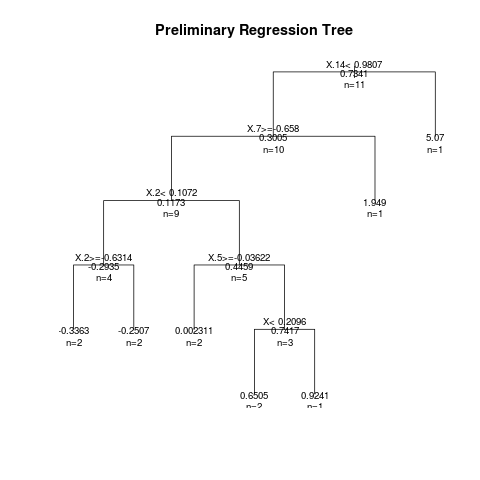 Preliminary Regression Tree
X.14< 0.9807
0.7341
n=11
X.7>=-0.658
0.3005
n=10
5.07
n=1
X.2< 0.1072
0.1173
n=9
1.949
n=1
X.2>=-0.6314
-0.2935
n=4
X.5>=-0.03622
0.4459
n=5
-0.3363
n=2
-0.2507
n=2
0.002311
n=2
X< 0.2096
0.7417
n=3
0.6505
n=2
0.9241
n=1